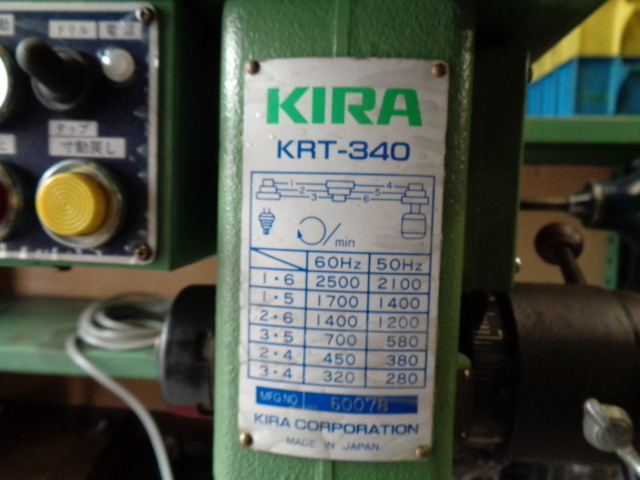 ドリル 電源
タップ
寸動戻し
KIRA
KRT-340
1 4
2 5
3 6
/min
60Hz 50Hz
1・6 2500 2100
1・5 1700 1400
2・6 1400 1200
3・5 700 580
2・4 450 380
3・4 320 280
MFG NO 60078
KIRA CORPORATION
MADE IN JAPAN